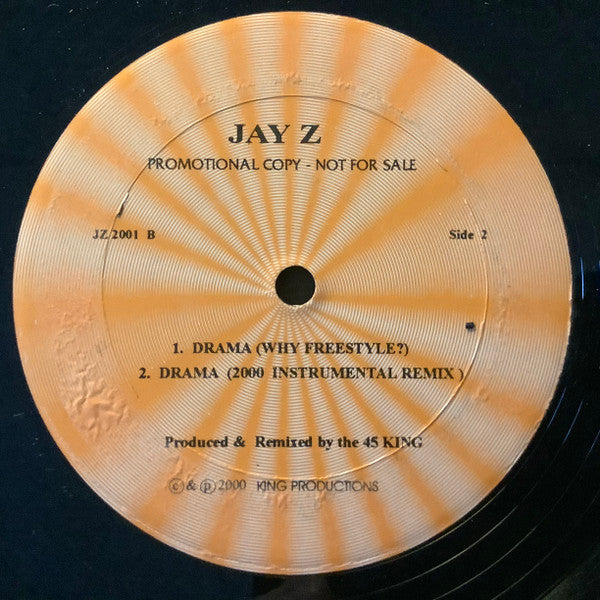 JAY Z
PROMOTIONAL COPY - NOT FOR SALE
JZ 2001 B Side 2
1. DRAMA (WHY FREESTYLE?)
2. DRAMA (2000 INSTRUMENTAL REMIX )
Produced & Remixed by the 45 KING
©&℗2000 KING PRODUCTIONS